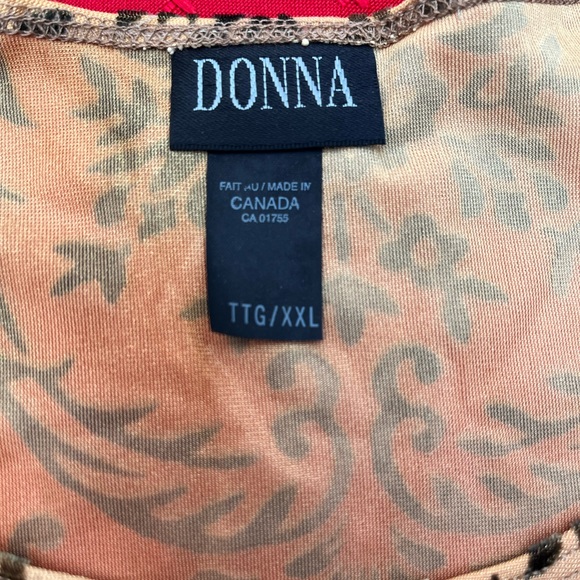 DONNA
FAIT AU / MADE IN
CANADA
CA 01755
TTG/XXL